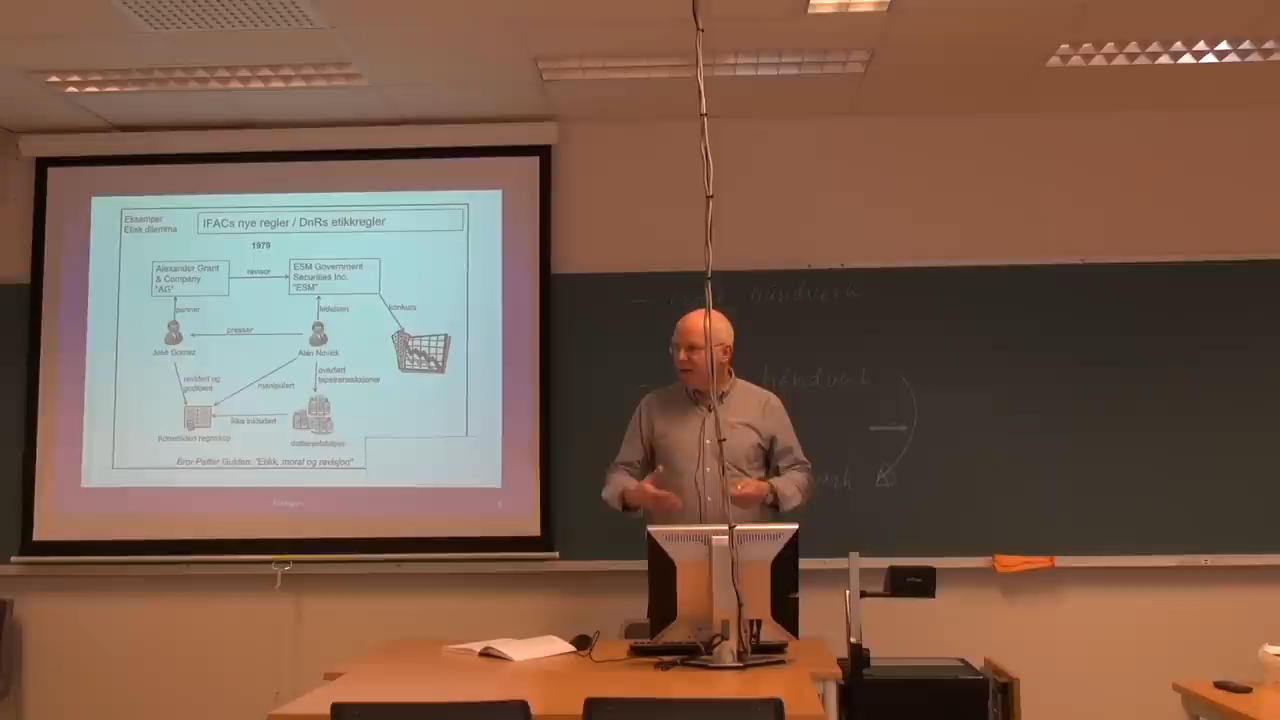 Eksempel
Etisk dilemma
IFACs nye regler / DnRs etikkregler
1979
Alexander Grant
& Company
"AG"
revisor
ESM Government
Securities Inc.
"ESM"
partner
ledelsen
konkurs
presser
José Gomez
Alan Novick
revidert og
godkjent
manipulert
overført
tapstransaksjoner
ikke inkludert
Konsolidert regnskap
datterselskaper
Bror Petter Gulden: "Etikk, moral og revisjon"
håndverk
håndverk